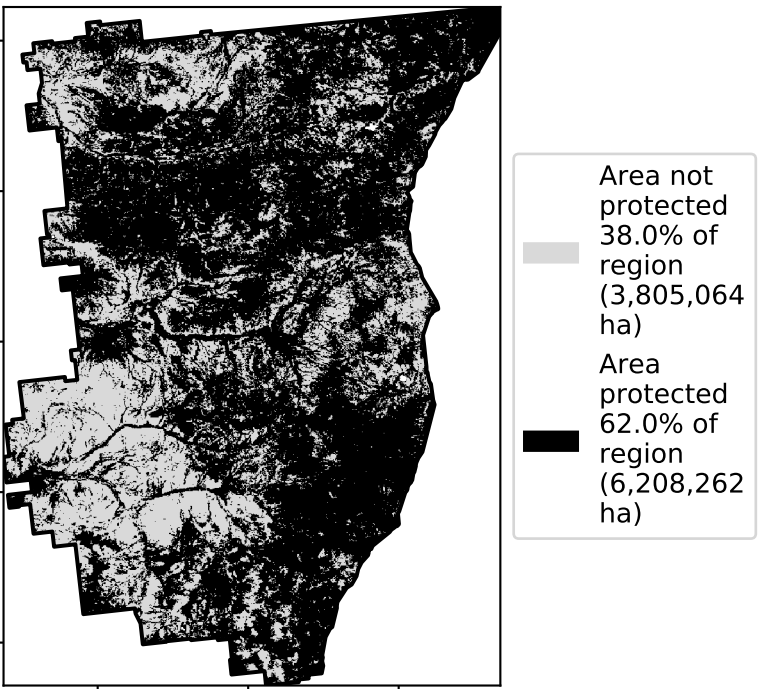 Area not
protected
38.0% of
region
(3,805,064
ha)
Area
protected
62.0% of
region
(6,208,262
ha)